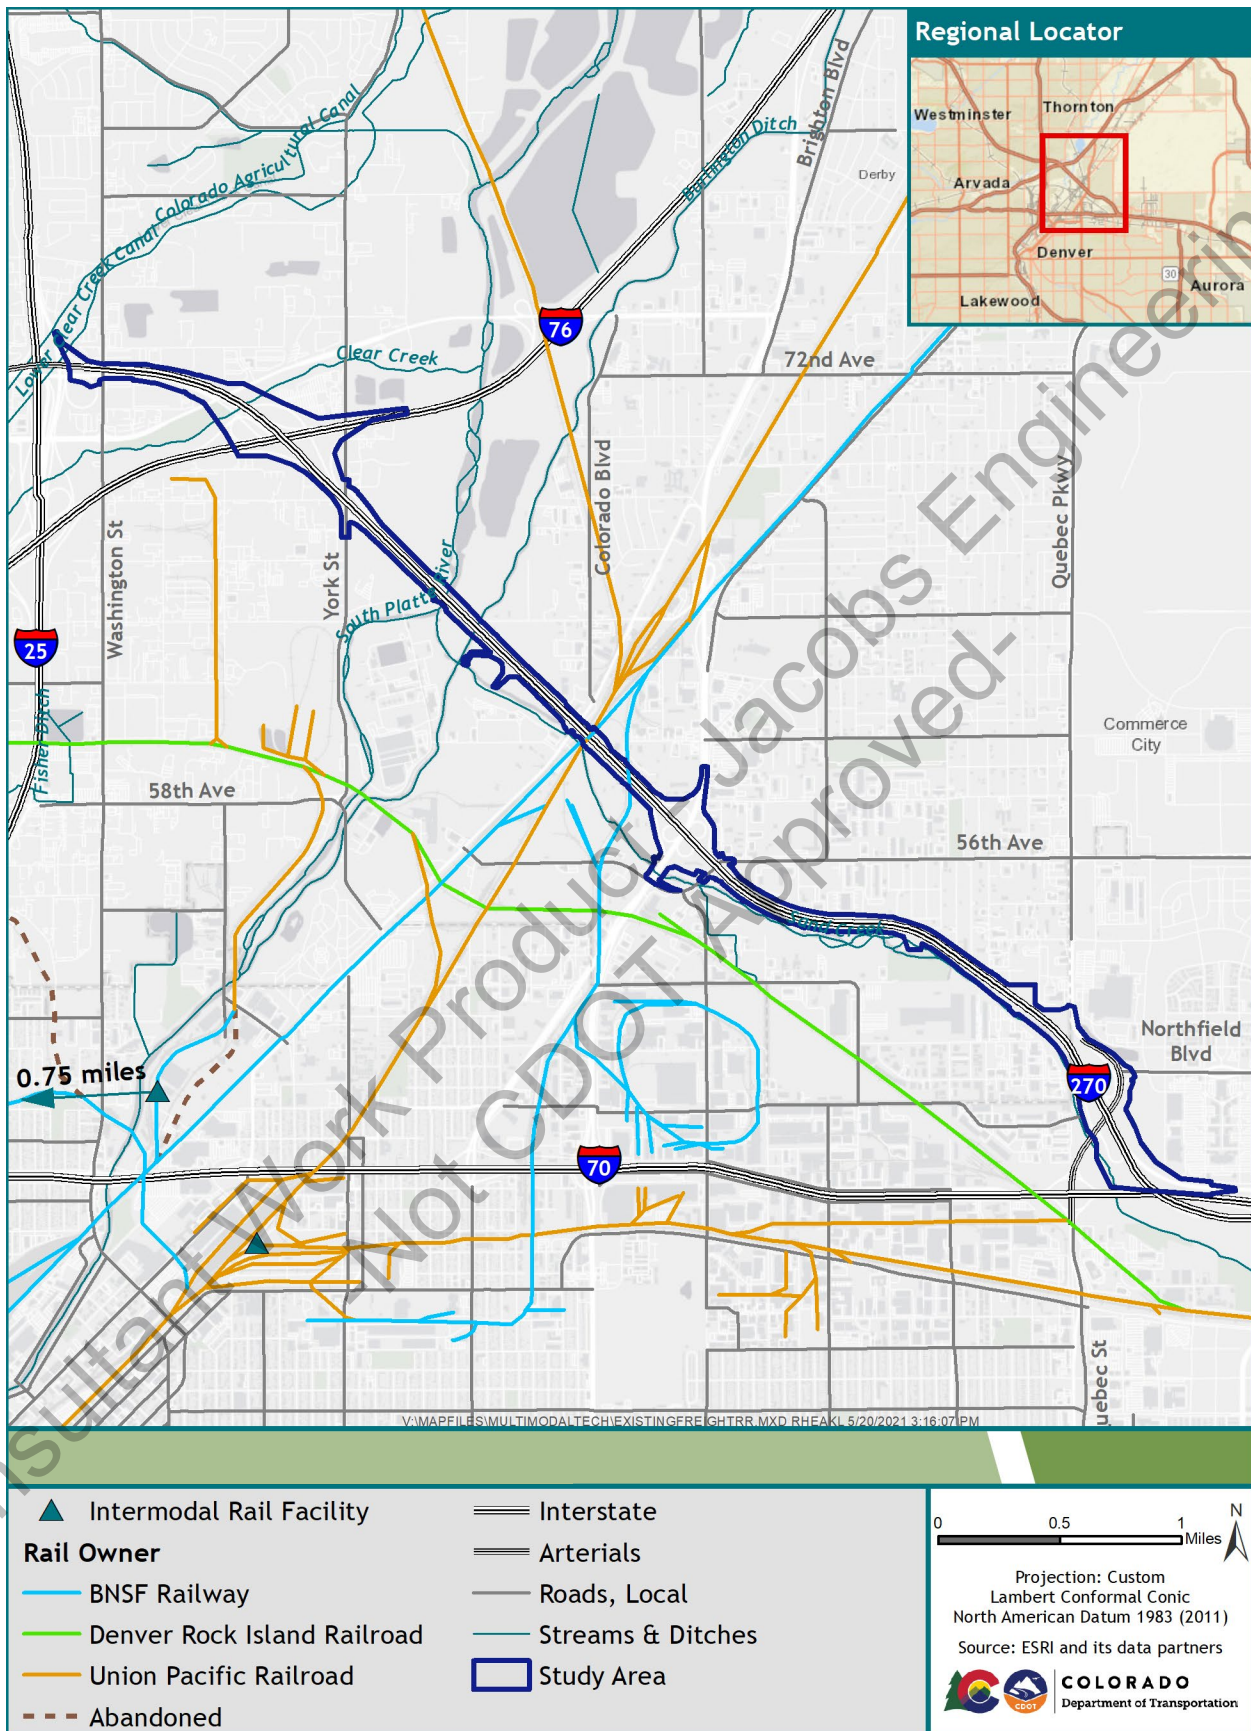 Regional Locator
Westminster
Thornton
Arvada
Denver
30
Aurora
Lakewood
Brighton Blvd
Derby
Burlington Ditch
Colorado Agricultural Canal
Lower Clear Creek Canal
76
Clear Creek
72nd Ave
Colorado Blvd
Quebec Pkwy
Washington St
York St
South Platte River
25
Fisher Ditch
Commerce
City
58th Ave
56th Ave
Sand Creek
Northfield
Blvd
0.75 miles
270
70
uebec St
nsultant Work Product - Jacobs Engineerin
-Not CDOT Approved-
V:\MAPFILES\MULTIMODALTECH\EXISTINGFREIGHTRR.MXD RHEAKL 5/20/2021 3:16:07 PM
Intermodal Rail Facility
Rail Owner
BNSF Railway
Denver Rock Island Railroad
Union Pacific Railroad
Abandoned
Interstate
Arterials
Roads, Local
Streams & Ditches
Study Area
0 0.5 1
Miles
N
Projection: Custom
Lambert Conformal Conic
North American Datum 1983 (2011)
Source: ESRI and its data partners
CDOT
COLORADO
Department of Transportation